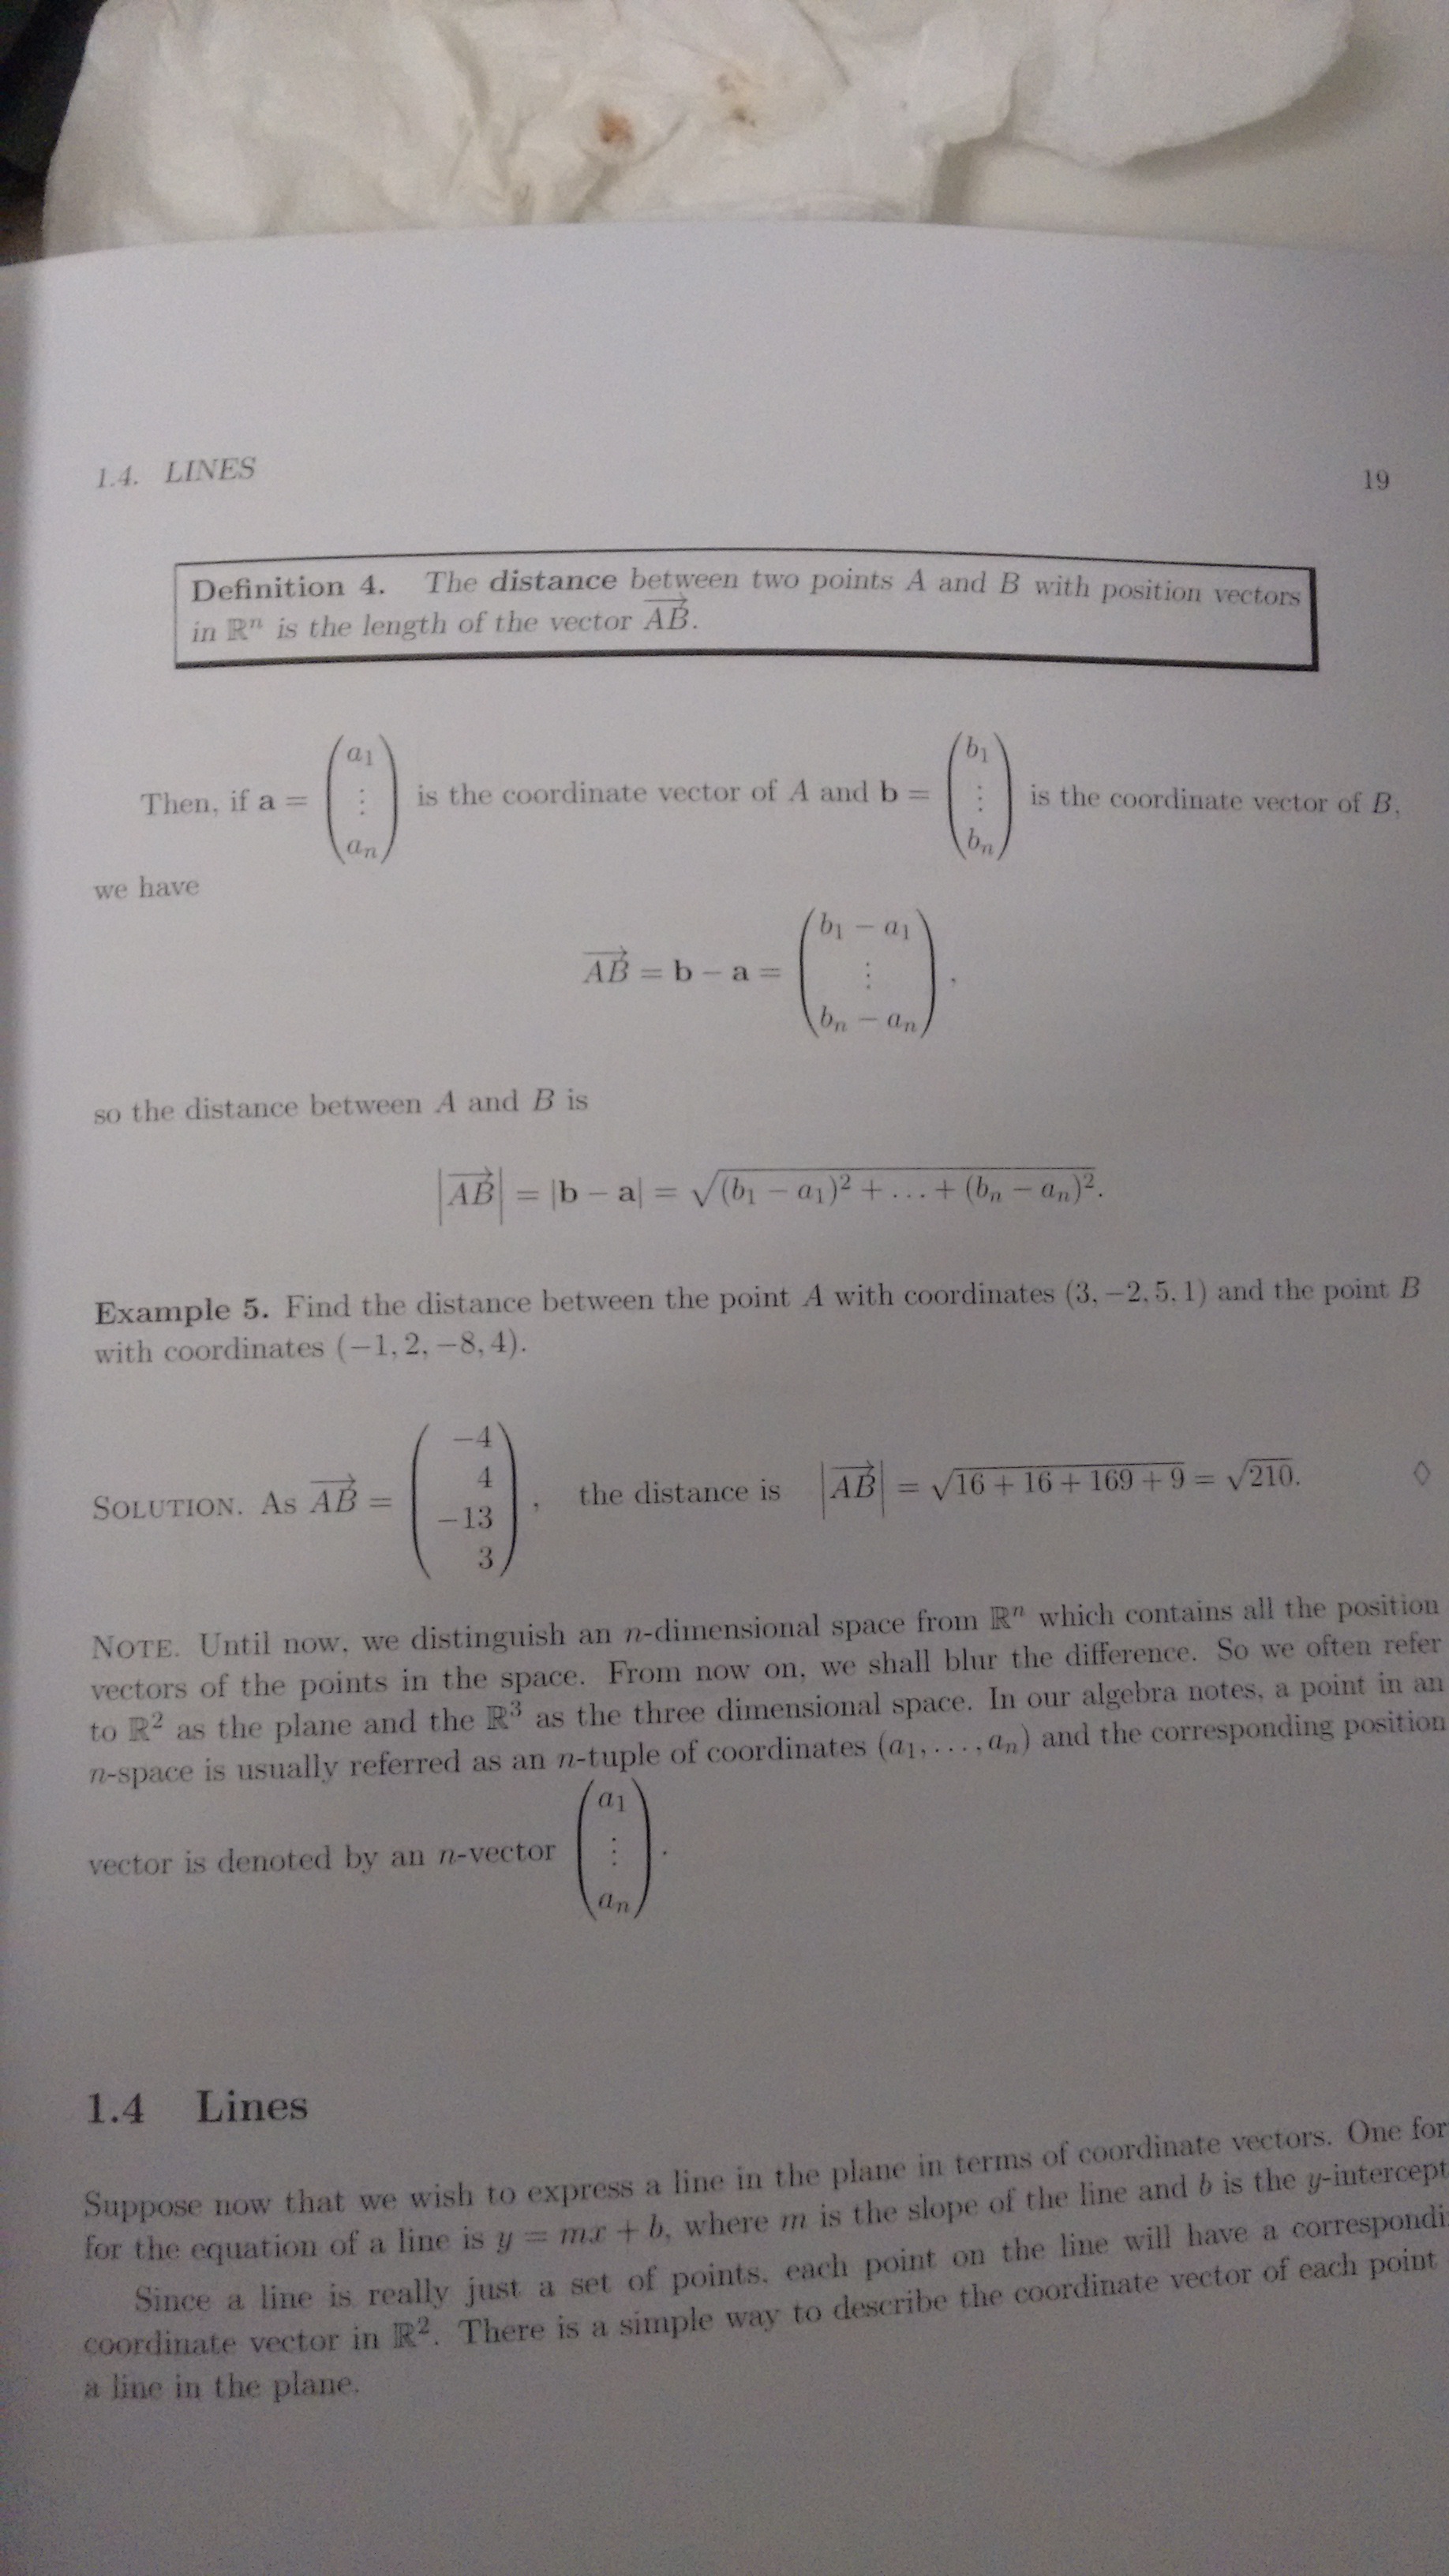 1.4. LINES 19
Definition 4. The distance between two points A and B with position vectors
in ℝⁿ is the length of the vector $\overrightarrow{AB}$.
Then, if $\mathbf{a} = \begin{pmatrix} a_1 \\ \vdots \\ a_n \end{pmatrix}$ is the coordinate vector of A and $\mathbf{b} = \begin{pmatrix} b_1 \\ \vdots \\ b_n \end{pmatrix}$ is the coordinate vector of B,
we have
$\overrightarrow{AB} = \mathbf{b} - \mathbf{a} = \begin{pmatrix} b_1 - a_1 \\ \vdots \\ b_n - a_n \end{pmatrix}$,
so the distance between A and B is
$\left|\overrightarrow{AB}\right| = |\mathbf{b} - \mathbf{a}| = \sqrt{(b_1 - a_1)^2 + \ldots + (b_n - a_n)^2}$.
Example 5. Find the distance between the point A with coordinates (3, −2, 5, 1) and the point B
with coordinates (−1, 2, −8, 4).
SOLUTION. As $\overrightarrow{AB} = \begin{pmatrix} -4 \\ 4 \\ -13 \\ 3 \end{pmatrix}$, the distance is $\left|\overrightarrow{AB}\right| = \sqrt{16 + 16 + 169 + 9} = \sqrt{210}$. ◊
NOTE. Until now, we distinguish an n-dimensional space from ℝⁿ which contains all the position
vectors of the points in the space. From now on, we shall blur the difference. So we often refer
to ℝ² as the plane and the ℝ³ as the three dimensional space. In our algebra notes, a point in an
n-space is usually referred as an n-tuple of coordinates $(a_1, \ldots, a_n)$ and the corresponding position
vector is denoted by an n-vector $\begin{pmatrix} a_1 \\ \vdots \\ a_n \end{pmatrix}$.
1.4 Lines
Suppose now that we wish to express a line in the plane in terms of coordinate vectors. One for
for the equation of a line is y = mx + b, where m is the slope of the line and b is the y-intercept
Since a line is really just a set of points, each point on the line will have a correspondi
coordinate vector in ℝ². There is a simple way to describe the coordinate vector of each point
a line in the plane.